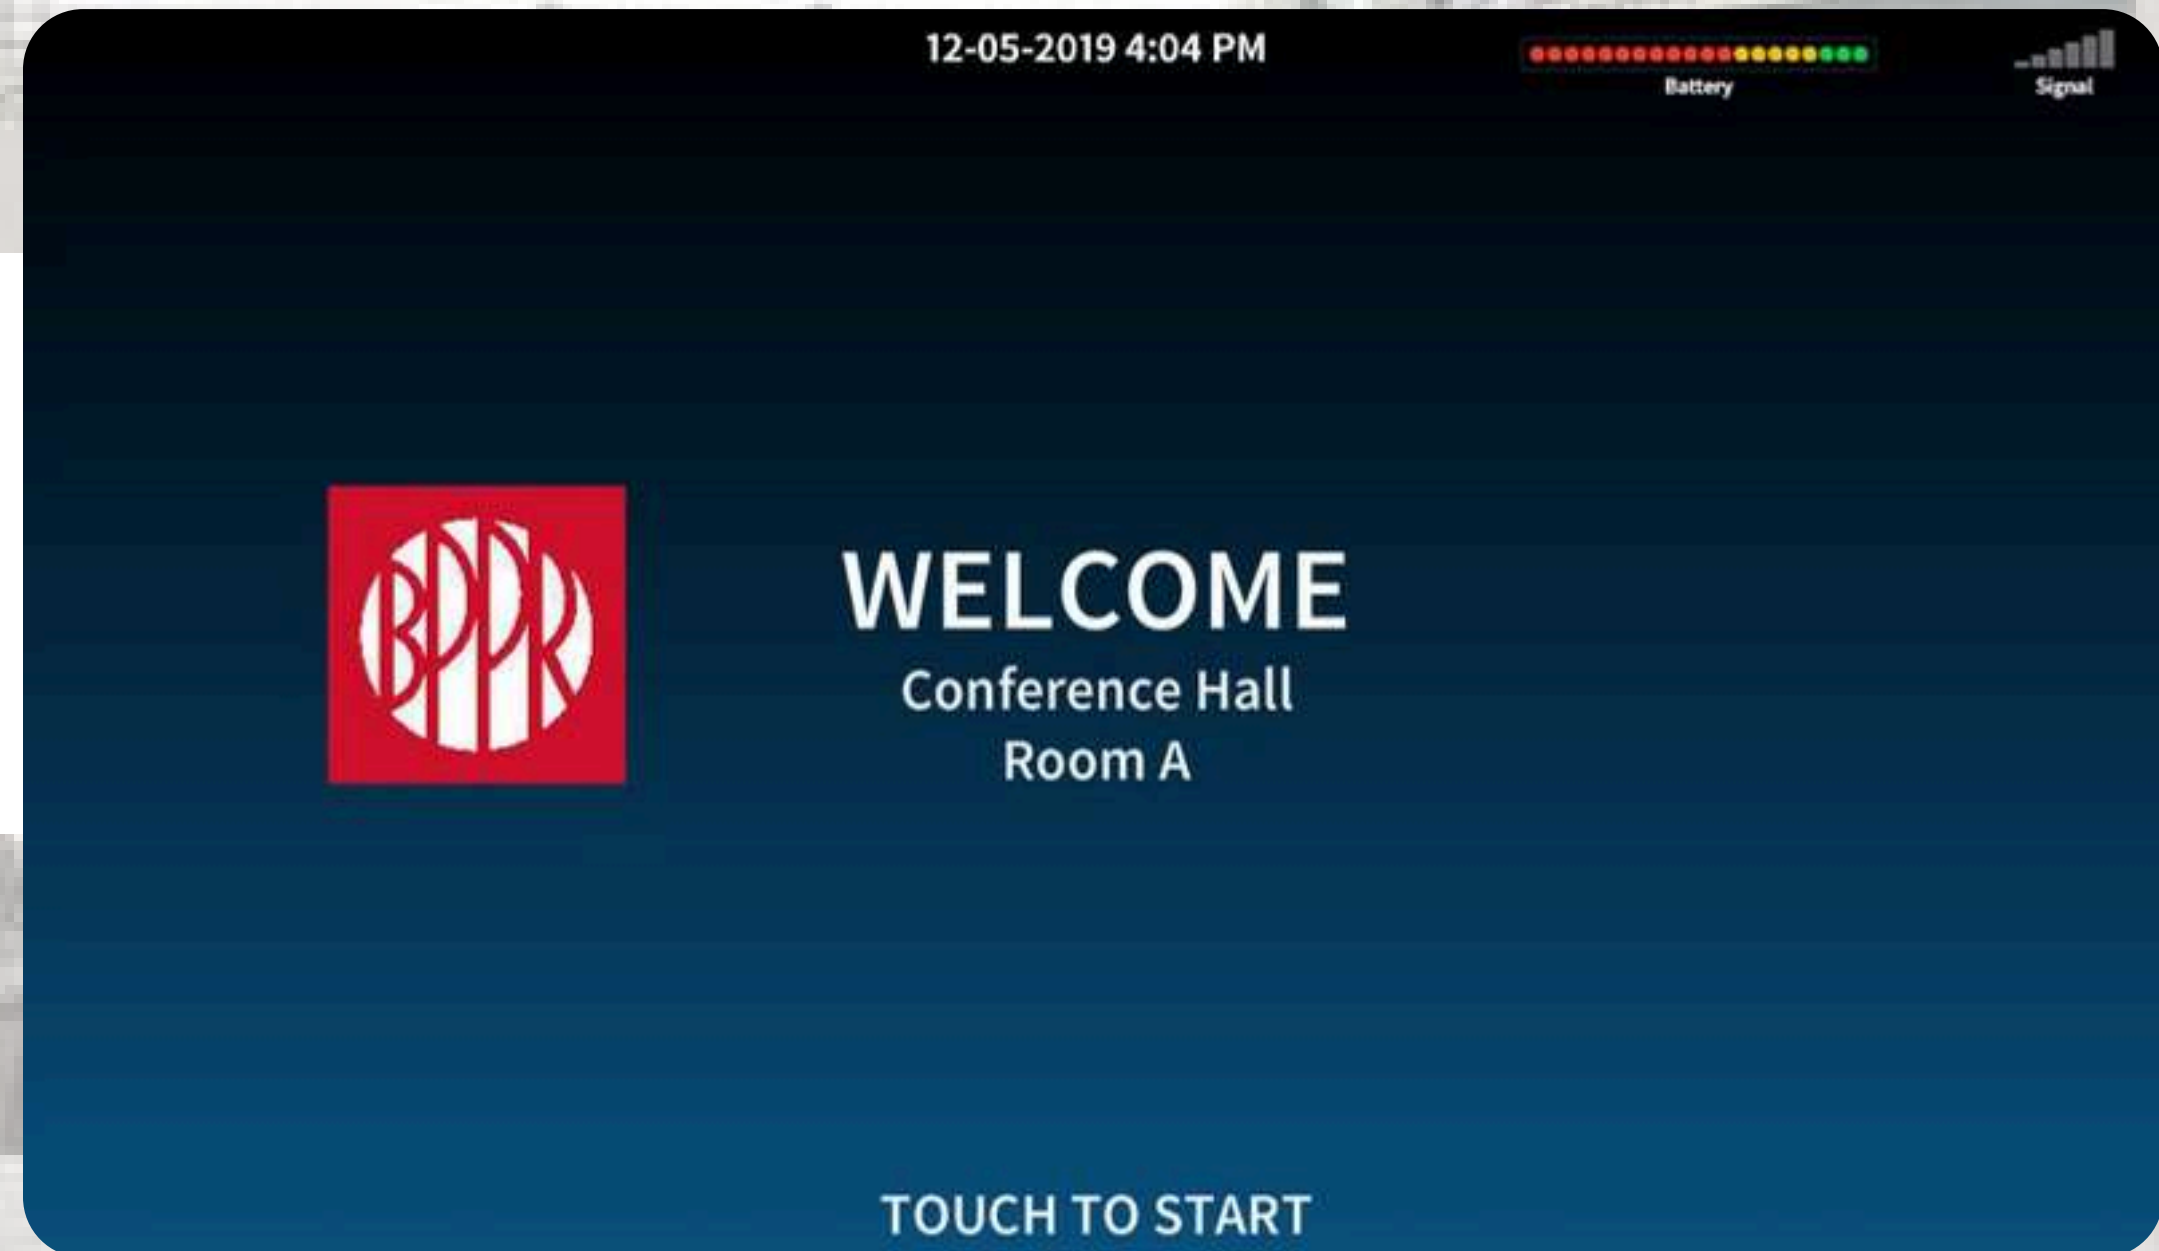 12-05-2019 4:04 PM
Battery
Signal
BPPR
WELCOME
Conference Hall
Room A
TOUCH TO START